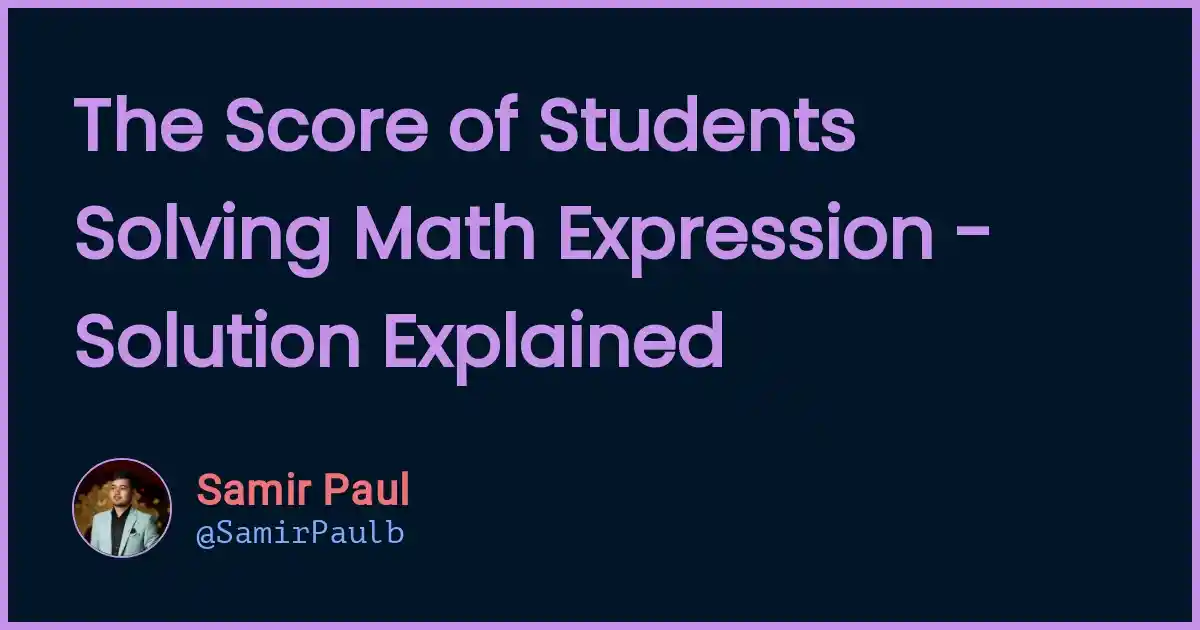 The Score of Students
Solving Math Expression -
Solution Explained
Samir Paul
@SamirPaulb